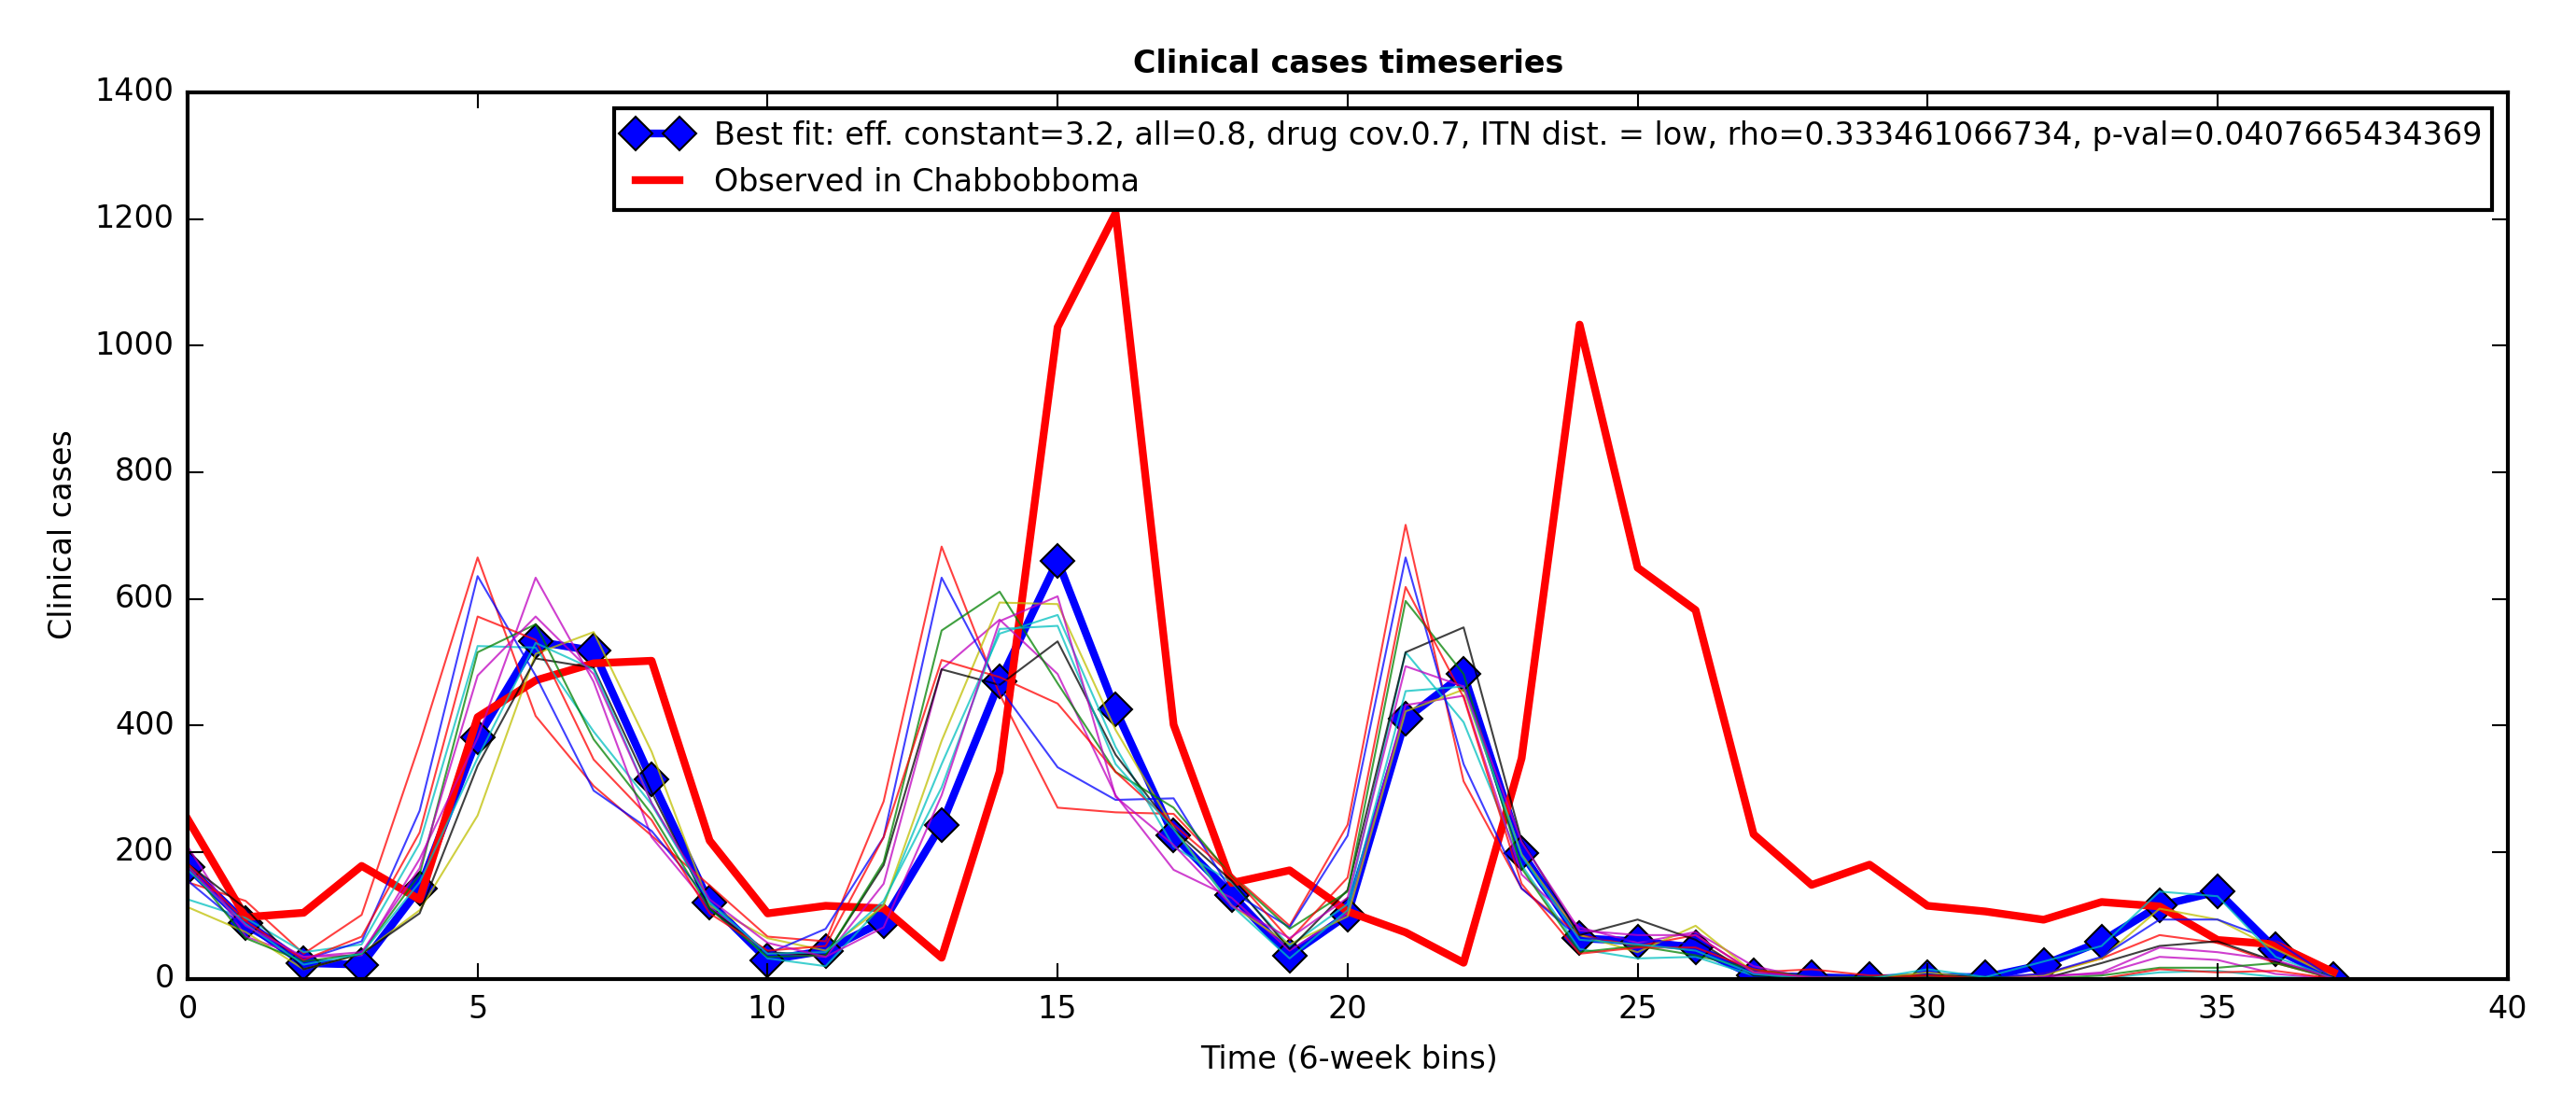 Clinical cases timeseries
Best fit: eff. constant=3.2, all=0.8, drug cov.0.7, ITN dist. = low, rho=0.333461066734, p-val=0.0407665434369
Observed in Chabbobboma
1400
1200
1000
800
600
400
200
0
Clinical cases
0 5 10 15 20 25 30 35 40
Time (6-week bins)